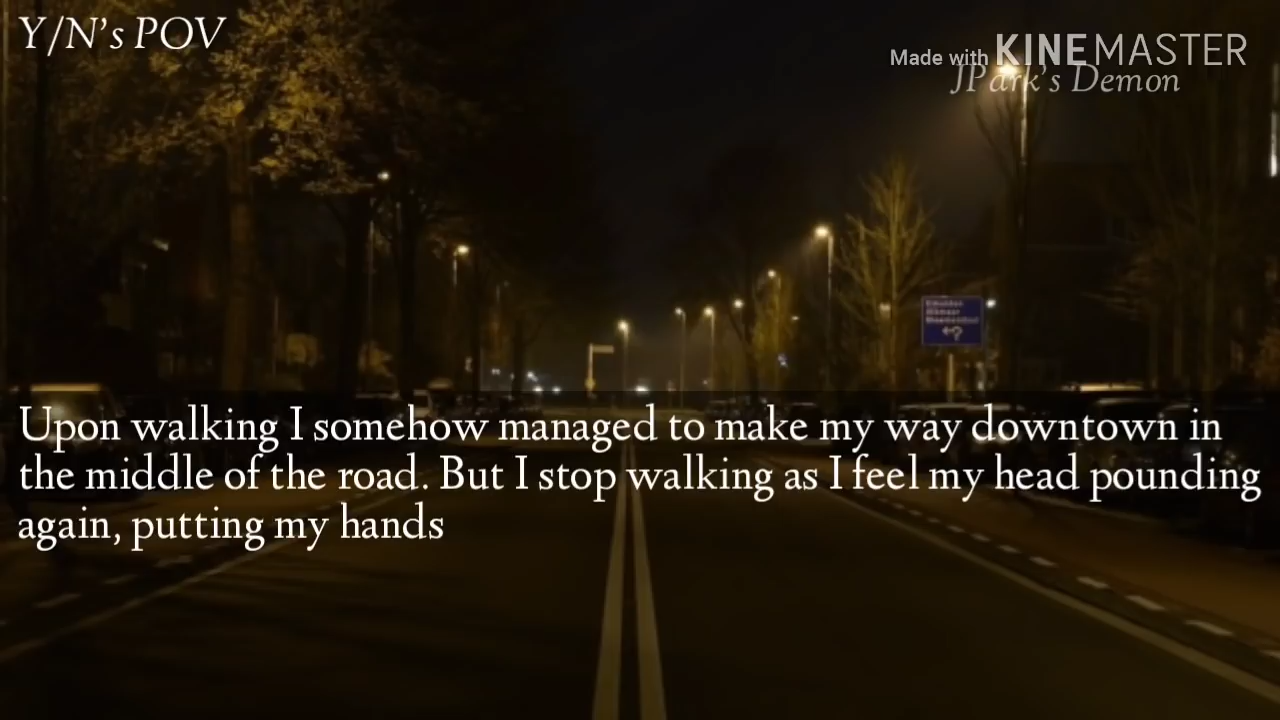 Y/N's POV
Made with KINEMASTER
JPark's Demon
Upon walking I somehow managed to make my way downtown in
the middle of the road. But I stop walking as I feel my head pounding
again, putting my hands